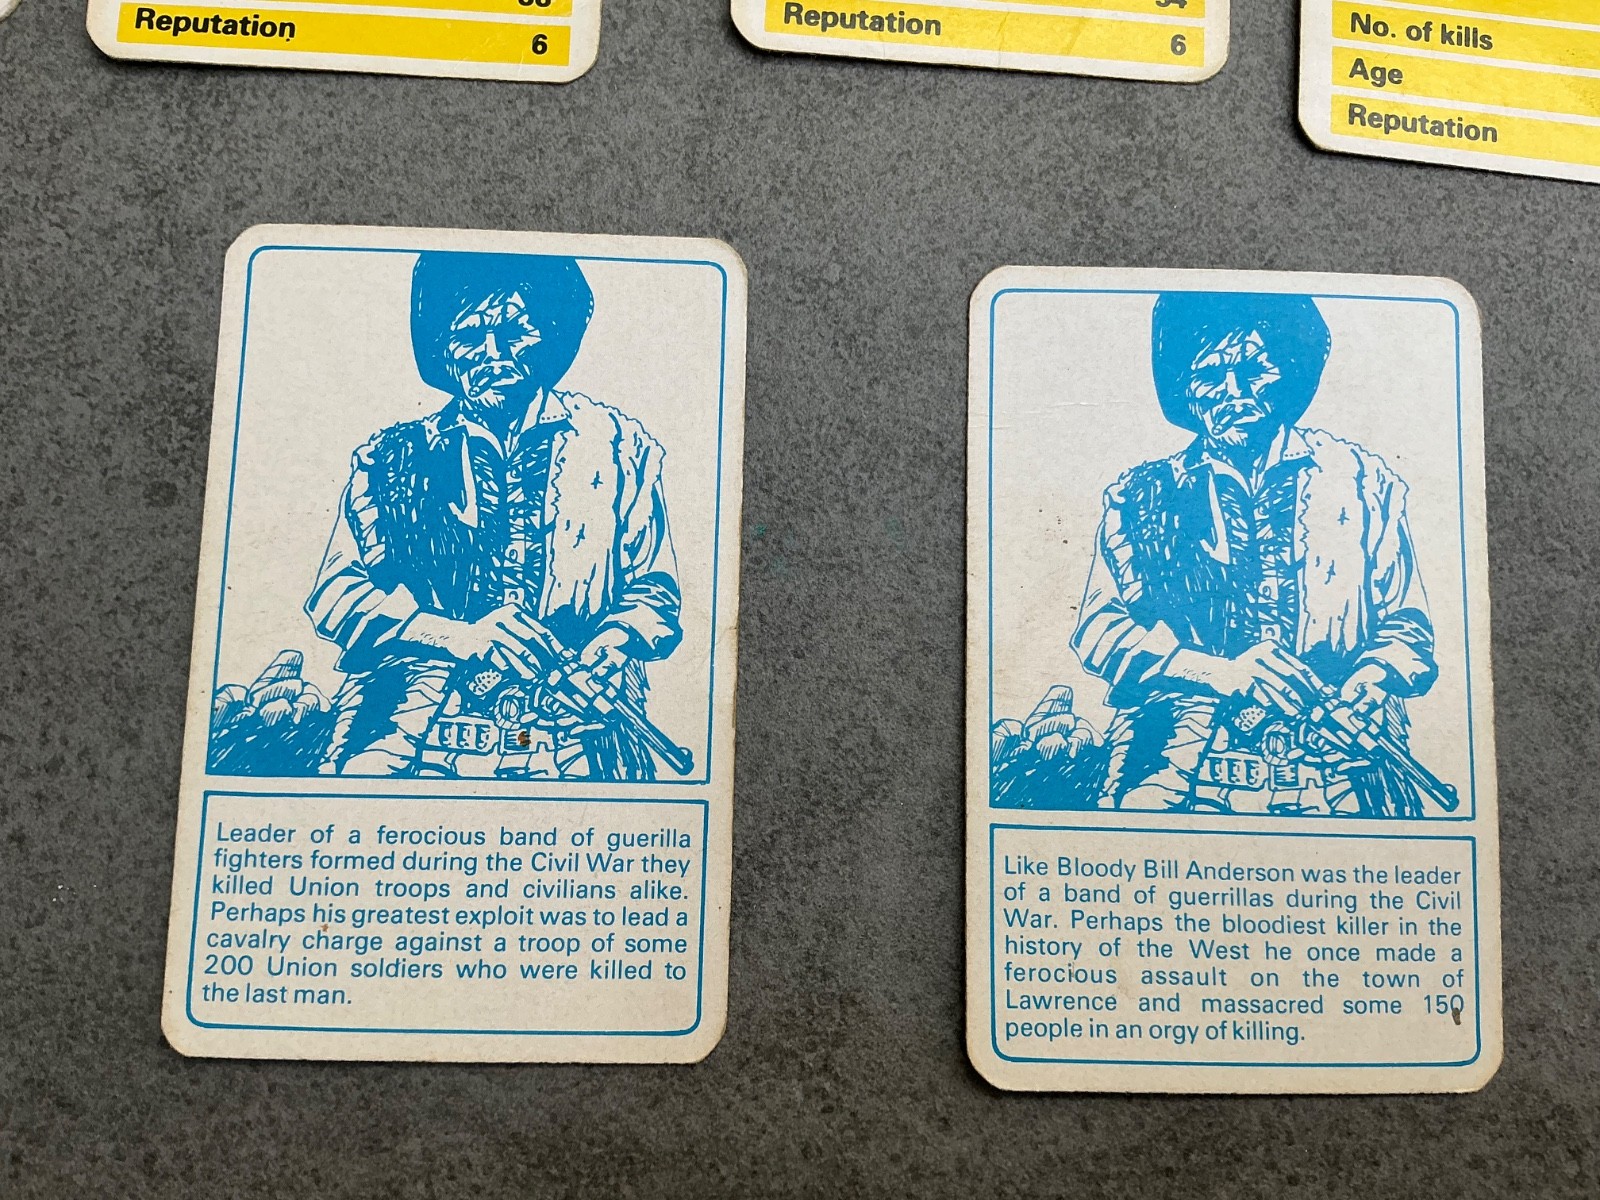 Reputation
6
Reputation
6
No. of kills
Age
Reputation
Leader of a ferocious band of guerilla
fighters formed during the Civil War they
killed Union troops and civilians alike.
Perhaps his greatest exploit was to lead a
cavalry charge against a troop of some
200 Union soldiers who were killed to
the last man.
Like Bloody Bill Anderson was the leader
of a band of guerrillas during the Civil
War. Perhaps the bloodiest killer in the
history of the West he once made a
ferocious assault on the town of
Lawrence and massacred some 150
people in an orgy of killing.